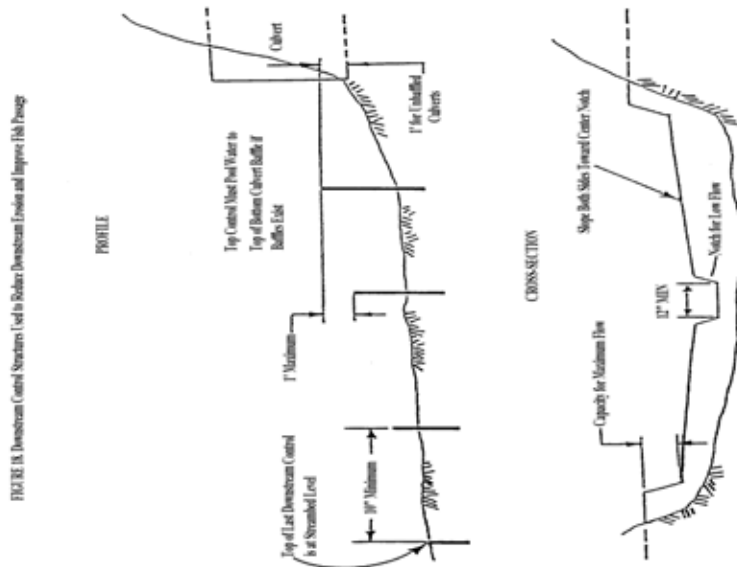 FIGURE 18. Downstream Control Structures Used to Reduce Downstream Erosion and Improve Fish Passage
PROFILE
Culvert
Top Control Must Pool Water to
Top of Bottom Culvert Baffle if
Baffles Exist
1' for Unbaffled
Culverts
1' Maximum
Top of Last Downstream Control
is at Streambed Level
10" Minimum
CROSS-SECTION
Slope Both Sides Toward Center Notch
Capacity for Maximum Flow
12" MIN
Notch for Low Flow